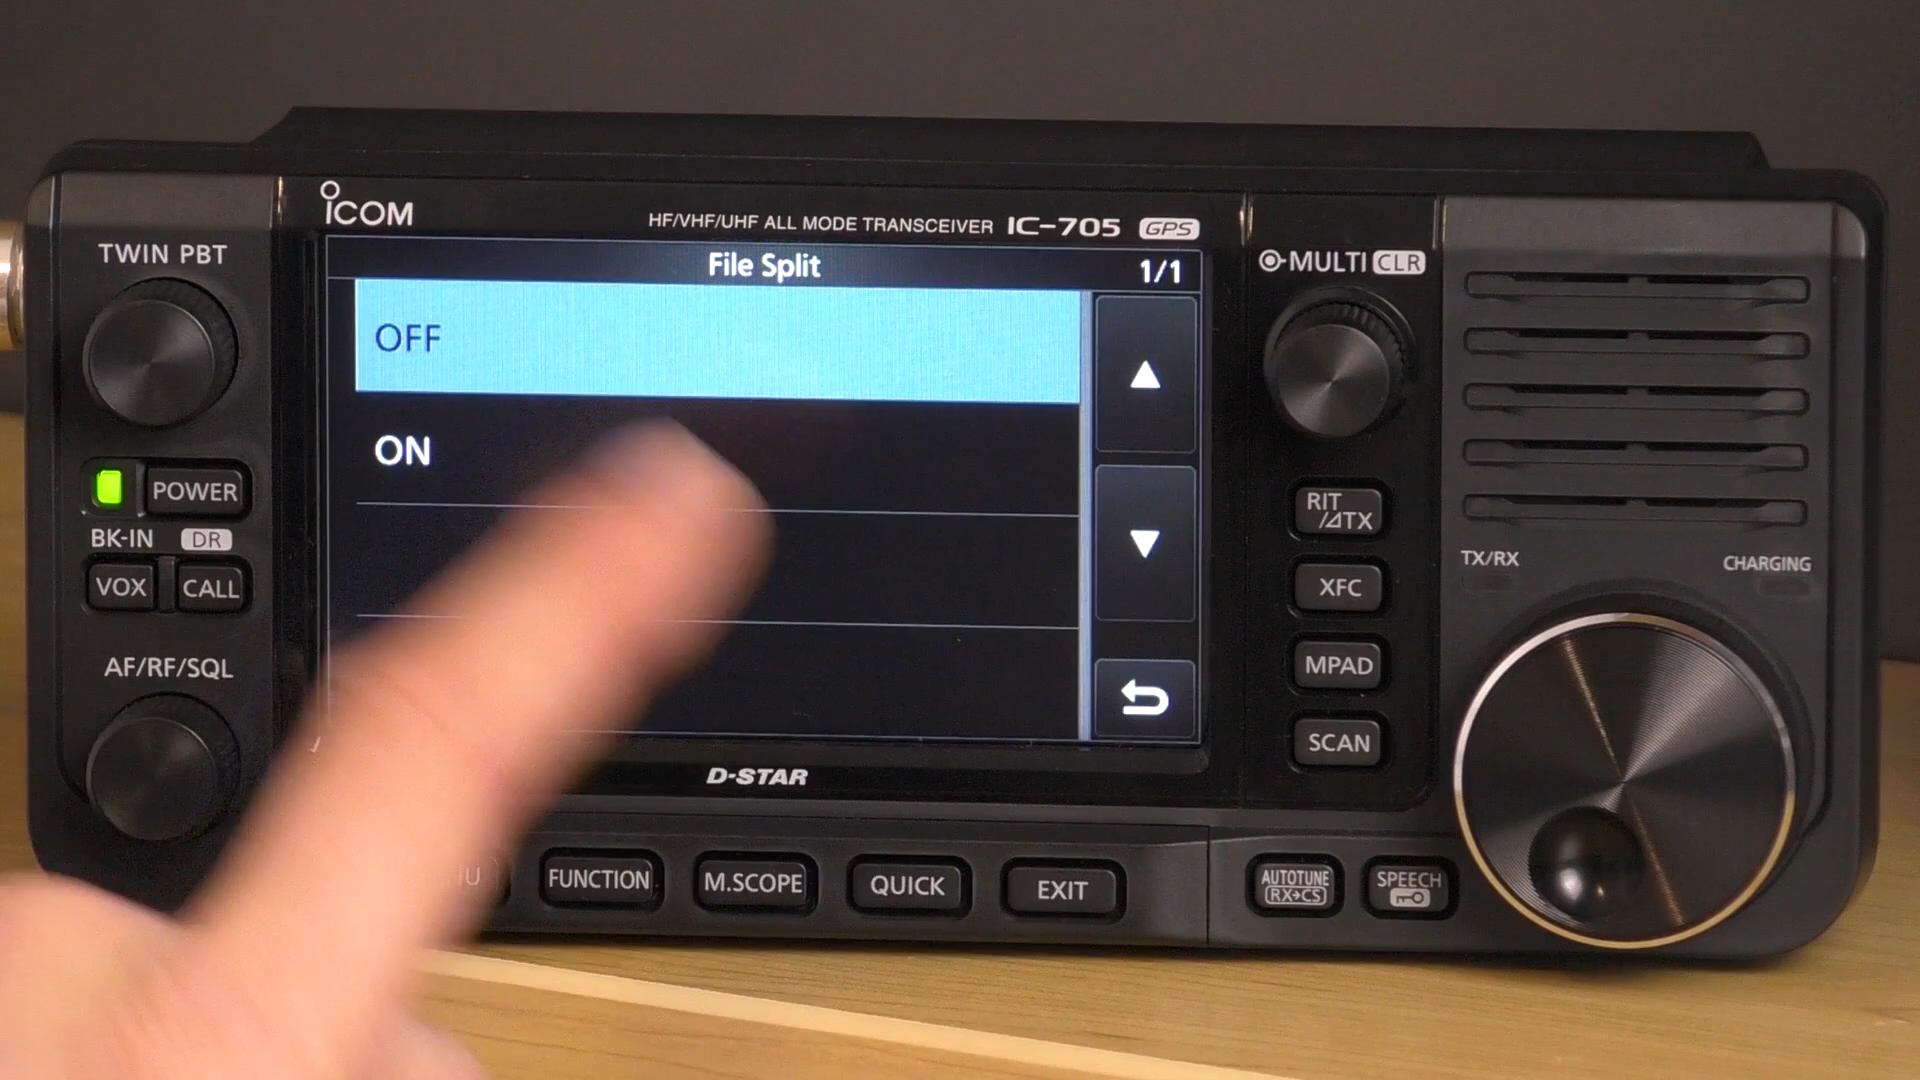 ICOM
HF/VHF/UHF ALL MODE TRANSCEIVER IC-705 GPS
TWIN PBT
File Split 1/1
MULTI CLR
OFF
ON
POWER
BK-IN DR
VOX CALL
AF/RF/SQL
RIT
/⊿TX
XFC
MPAD
SCAN
TX/RX CHARGING
D-STAR
FUNCTION M.SCOPE QUICK EXIT
AUTOTUNE
RX→CS
SPEECH